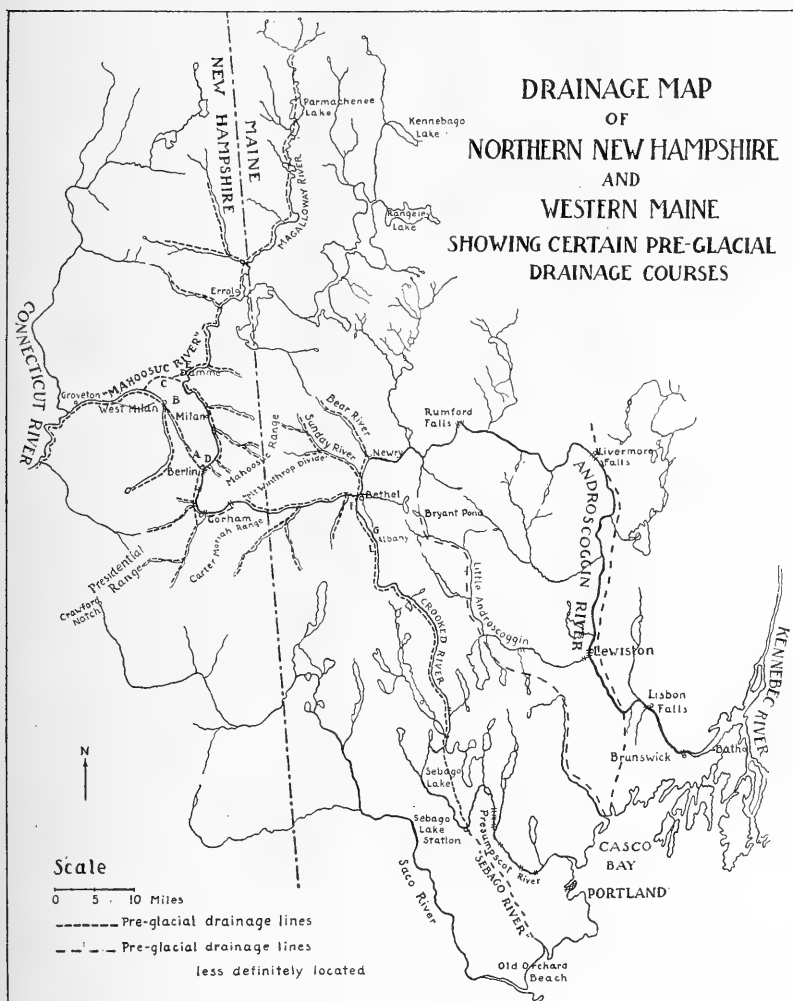 DRAINAGE MAP
OF
NORTHERN NEW HAMPSHIRE
AND
WESTERN MAINE
SHOWING CERTAIN PRE-GLACIAL
DRAINAGE COURSES
NEW HAMPSHIRE
MAINE
Parmachenee
Lake
Kennebago
Lake
Rangeley
Lake
MAGALLOWAY RIVER
Errol
CONNECTICUT RIVER
"MAHOOSUC RIVER"
E
Dammc
C
Groveton
B
West Milan
Milan
Bear River
Sunday River
Rumford
Falls
Newry
Livermore
Falls
A
D
Berlin
Mahoosuc Range
Mt Winthrop Divide
ANDROSCOGGIN RIVER
Bethel
F
Gorham
Bryant Pond
G
Albany
Carter Moriah Range
Presidential
Range
Crawford
Notch
Little Androscoggin
CROOKED RIVER
Lewiston
KENNEBEC RIVER
Lisbon
Falls
Bath
Brunswick
N
Sebago
Lake
Sebago
Lake
Station
Presumpscot River
"SEBAGO RIVER"
CASCO
BAY
PORTLAND
Saco River
Old Orchard
Beach
Scale
0 5 10 Miles
Pre-glacial drainage lines
Pre-glacial drainage lines
less definitely located